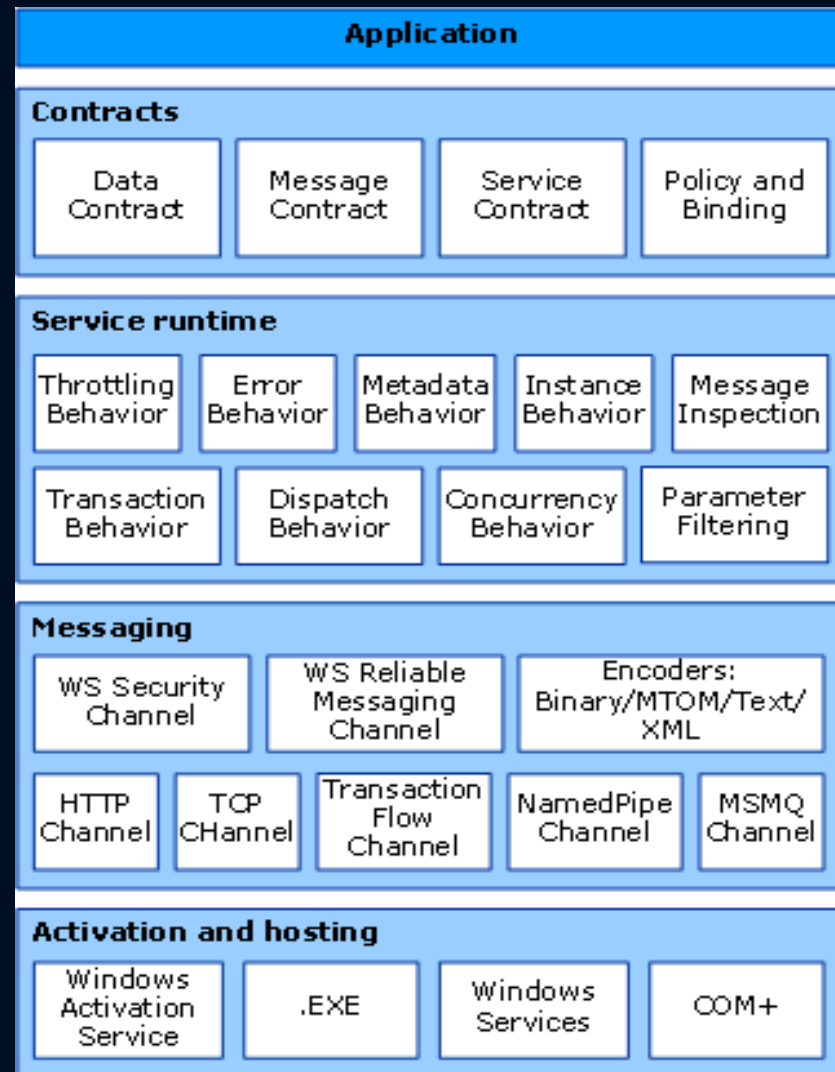 Application
Contracts
Data
Contract
Message
Contract
Service
Contract
Policy and
Binding
Service runtime
Throttling
Behavior
Error
Behavior
Metadata
Behavior
Instance
Behavior
Message
Inspection
Transaction
Behavior
Dispatch
Behavior
Concurrency
Behavior
Parameter
Filtering
Messaging
WS Security
Channel
WS Reliable
Messaging
Channel
Encoders:
Binary/MTOM/Text/
XML
HTTP
Channel
TCP
CHannel
Transaction
Flow
Channel
NamedPipe
Channel
MSMQ
Channel
Activation and hosting
Windows
Activation
Service
.EXE
Windows
Services
COM+